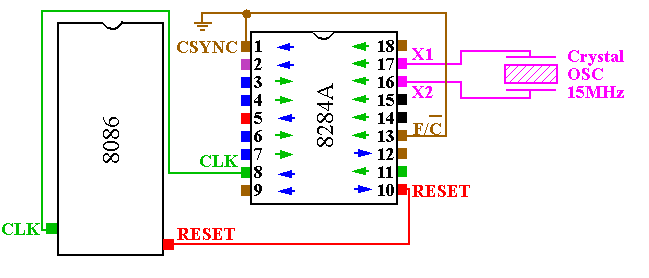 CSYNC 1 18
2 17 X1
Crystal
3 16 X2
OSC
4 15
15MHz
5 14
6 13 F/C̅
7 12
CLK 8 11
9 10 RESET
8086
8284A
CLK
RESET